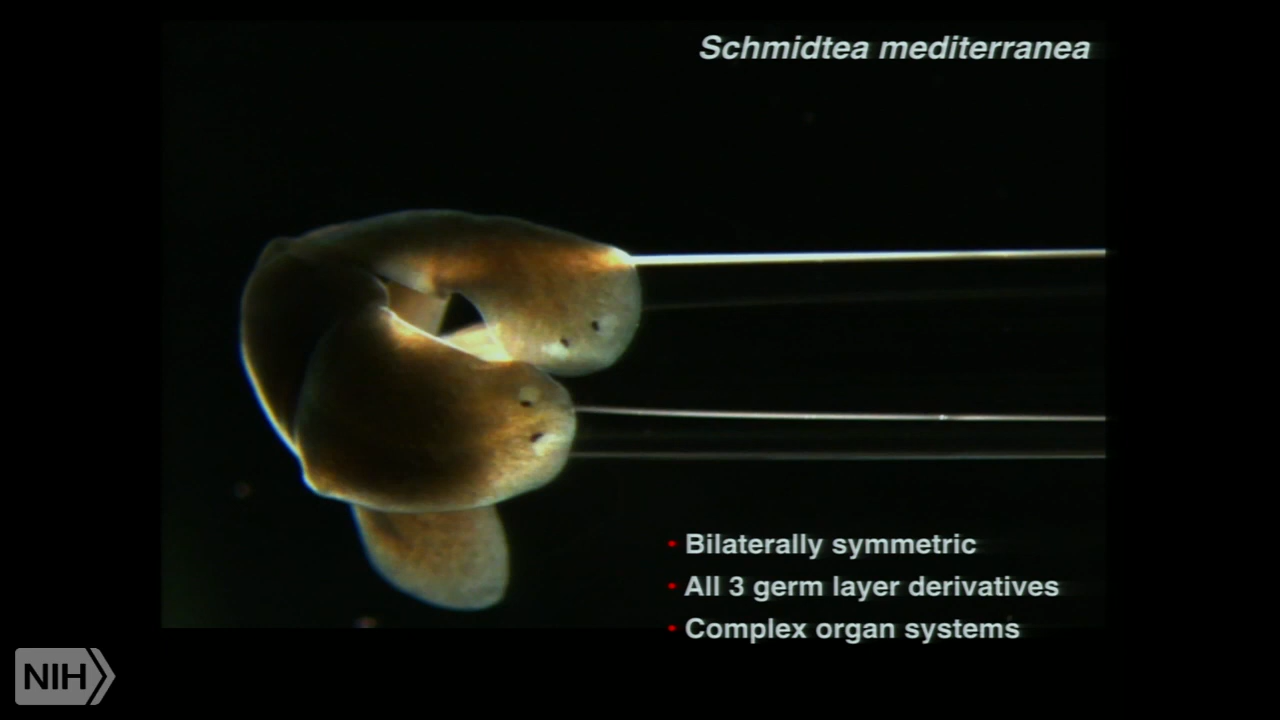 Schmidtea mediterranea
• Bilaterally symmetric
• All 3 germ layer derivatives
• Complex organ systems
NIH